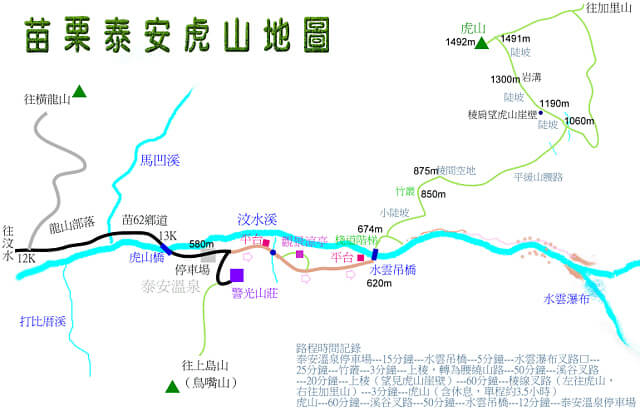 苗栗泰安虎山地圖
往加里山
虎山
1492m
1491m
陡坡
1300m
岩溝
陡坡
1190m
稜肩望虎山崖壁
陡坡
1060m
往橫龍山
馬凹溪
875m
稜間空地
平緩山腰路
竹叢
850m
小陡坡
往汶水
龍山部落
苗62鄉道
汶水溪
674m
棧道階梯
12K
13K
580m
平台
觀景涼亭
平台
虎山橋
停車場
水雲吊橋
620m
泰安溫泉
警光山莊
水雲瀑布
打比厝溪
往上島山
(鳥嘴山)
路程時間記錄
泰安溫泉停車場---15分鐘---水雲吊橋---5分鐘---水雲瀑布叉路口---
25分鐘---竹叢---3分鐘---上稜，轉為腰繞山路---50分鐘---溪谷叉路
---20分鐘---上稜（望見虎山崖壁）---60分鐘---稜線叉路（左往虎山，
右往加里山）---3分鐘---虎山（含休息，單程約3.5小時）
虎山---60分鐘---溪谷叉路---50分鐘---水雲吊橋---12分鐘---泰安溫泉停車場